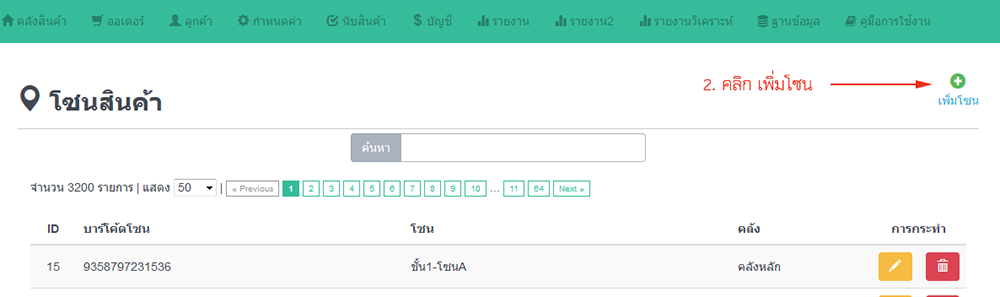 คลังสินค้า ออเดอร์ ลูกค้า กำหนดค่า นับสินค้า $ บัญชี รายงาน รายงาน2 รายงานวิเคราะห์ ฐานข้อมูล คู่มือการใช้งาน
2. คลิก เพิ่มโซน
โซนสินค้า
เพิ่มโซน
ค้นหา
จำนวน 3200 รายการ | แสดง 50 | « Previous 1 2 3 4 5 6 7 8 9 10 ... 11 64 Next »
ID บาร์โค้ดโซน โซน คลัง การกระทำ
15 9358797231536 ชั้น1-โซนA คลังหลัก